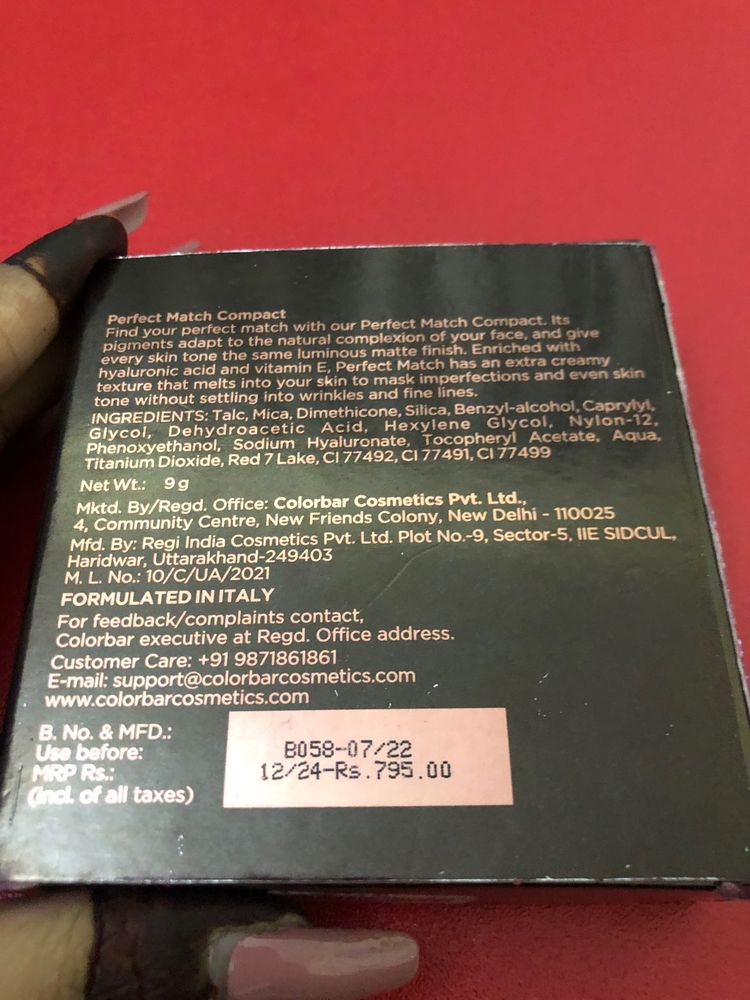 Perfect Match Compact
Find your perfect match with our Perfect Match Compact. Its
pigments adapt to the natural complexion of your face, and give
every skin tone the same luminous matte finish. Enriched with
hyaluronic acid and vitamin E, Perfect Match has an extra creamy
texture that melts into your skin to mask imperfections and even skin
tone without settling into wrinkles and fine lines.
INGREDIENTS: Talc, Mica, Dimethicone, Silica, Benzyl-alcohol, Caprylyl,
Glycol, Dehydroacetic Acid, Hexylene Glycol, Nylon-12,
Phenoxyethanol, Sodium Hyaluronate, Tocopheryl Acetate, Aqua,
Titanium Dioxide, Red 7 Lake, CI 77492, CI 77491, CI 77499
Net Wt.: 9 g
Mktd. By/Regd. Office: Colorbar Cosmetics Pvt. Ltd.,
4, Community Centre, New Friends Colony, New Delhi - 110025
Mfd. By: Regi India Cosmetics Pvt. Ltd. Plot No.-9, Sector-5, IIE SIDCUL,
Haridwar, Uttarakhand-249403
M. L. No.: 10/C/UA/2021
FORMULATED IN ITALY
For feedback/complaints contact,
Colorbar executive at Regd. Office address.
Customer Care: +91 9871861861
E-mail: support@colorbarcosmetics.com
www.colorbarcosmetics.com
B. No. & MFD.:
Use before: B058-07/22
MRP Rs.: 12/24-Rs.795.00
(Incl. of all taxes)